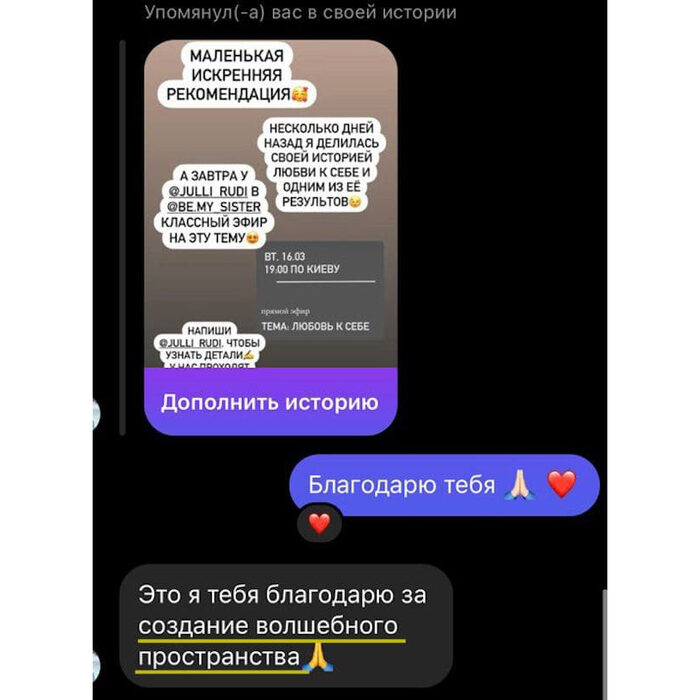 Упомянул(-а) вас в своей истории
МАЛЕНЬКАЯ
ИСКРЕННЯЯ
РЕКОМЕНДАЦИЯ🥰
НЕСКОЛЬКО ДНЕЙ
НАЗАД Я ДЕЛИЛАСЬ
СВОЕЙ ИСТОРИЕЙ
ЛЮБВИ К СЕБЕ И
ОДНИМ ИЗ ЕЁ
РЕЗУЛЬТОВ😉
А ЗАВТРА У
@JULLI_RUDI В
@BE.MY_SISTER
КЛАССНЫЙ ЭФИР
НА ЭТУ ТЕМУ😍
ВТ. 16.03
19:00 ПО КИЕВУ
прямой эфир
ТЕМА: ЛЮБОВЬ К СЕБЕ
НАПИШИ
@JULLI_RUDI, ЧТОБЫ
УЗНАТЬ ДЕТАЛИ✍️
У НАС ПРОХОДЯТ
Дополнить историю
Благодарю тебя 🙏🏻 ❤️
❤️
Это я тебя благодарю за
создание волшебного
пространства🙏